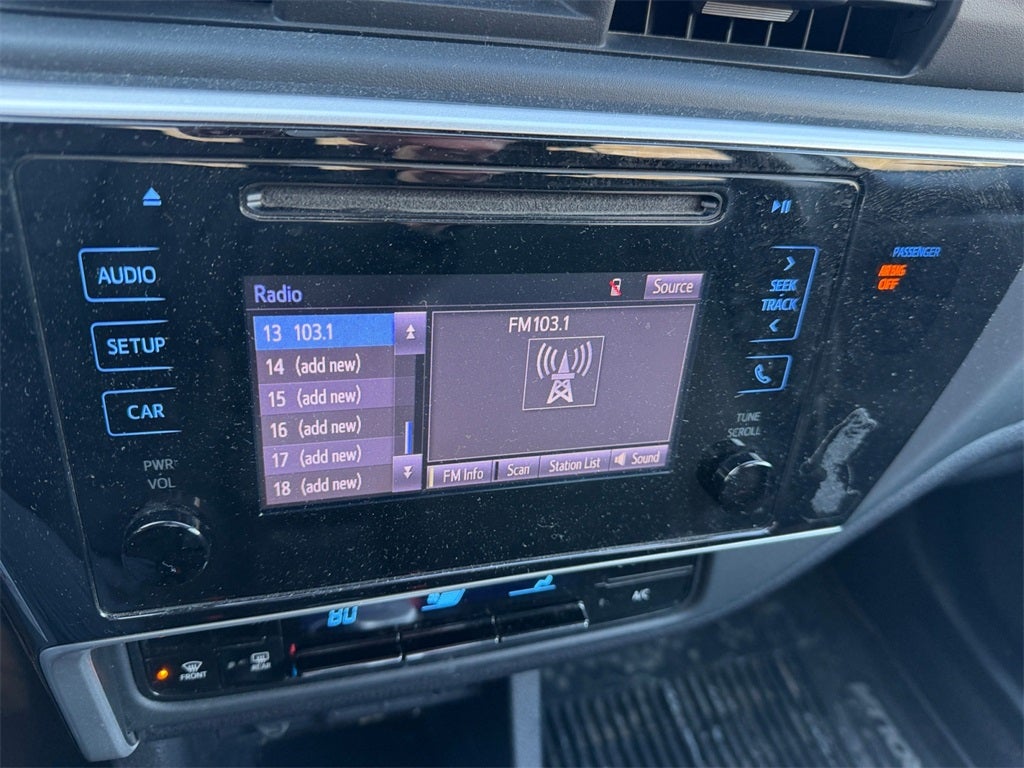 AUDIO
SETUP
CAR
PWR
VOL
Radio
Source
13 103.1
14 (add new)
15 (add new)
16 (add new)
17 (add new)
18 (add new)
FM103.1
FM Info
Scan
Station List
Sound
SEEK
TRACK
TUNE
SCROLL
PASSENGER
OFF
80
A/C
FRONT
REAR